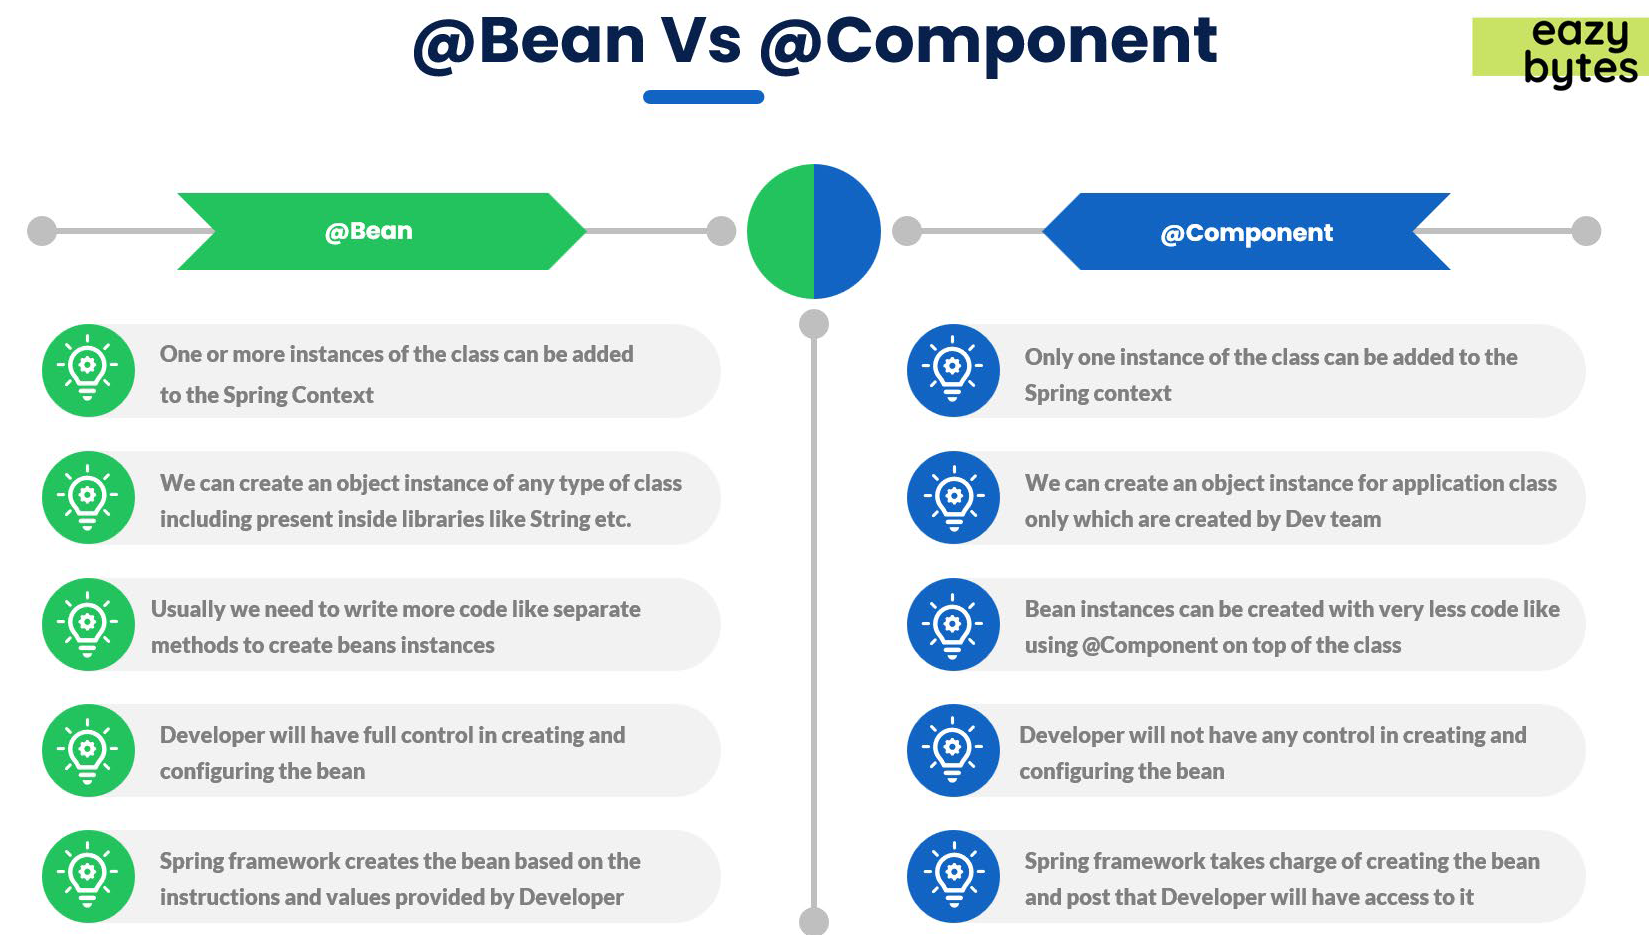 @Bean Vs @Component
eazy
bytes
@Bean
One or more instances of the class can be added
to the Spring Context
We can create an object instance of any type of class
including present inside libraries like String etc.
Usually we need to write more code like separate
methods to create beans instances
Developer will have full control in creating and
configuring the bean
Spring framework creates the bean based on the
instructions and values provided by Developer
@Component
Only one instance of the class can be added to the
Spring context
We can create an object instance for application class
only which are created by Dev team
Bean instances can be created with very less code like
using @Component on top of the class
Developer will not have any control in creating and
configuring the bean
Spring framework takes charge of creating the bean
and post that Developer will have access to it